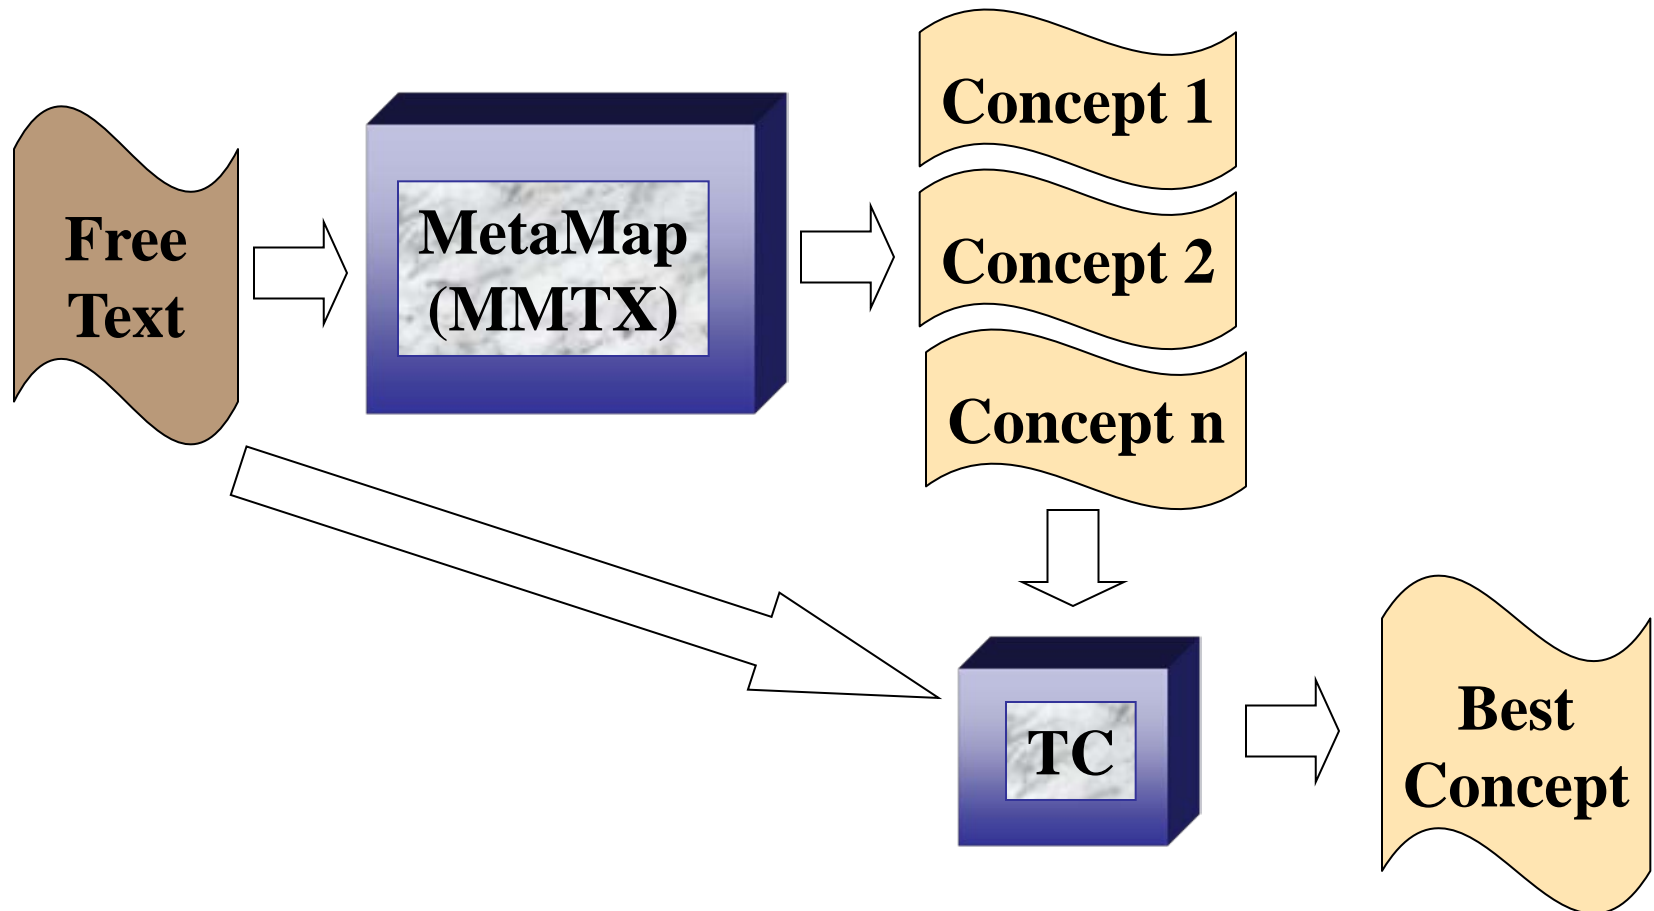 Free
Text
MetaMap
(MMTX)
Concept 1
Concept 2
Concept n
TC
Best
Concept